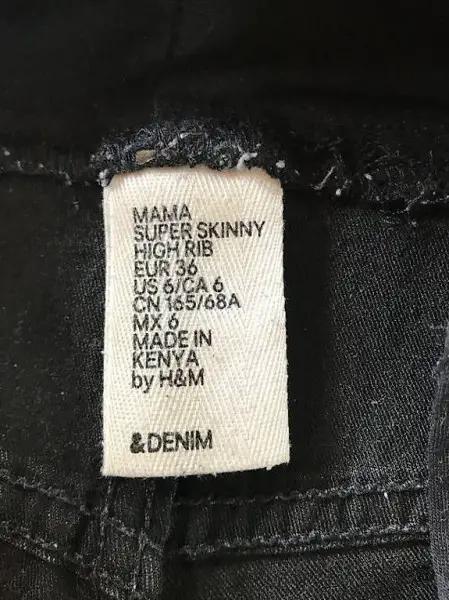 MAMA
SUPER SKINNY
HIGH RIB
EUR 36
US 6/CA 6
CN 165/68A
MX 6
MADE IN
KENYA
by H&M
&DENIM